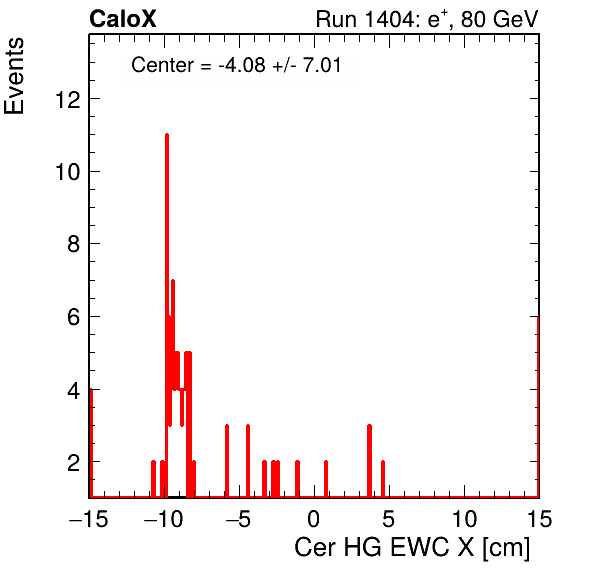 CaloX Run 1404: e⁺, 80 GeV
Center = -4.08 +/- 7.01
Events
12
10
8
6
4
2
−15 −10 −5 0 5 10 15
Cer HG EWC X [cm]